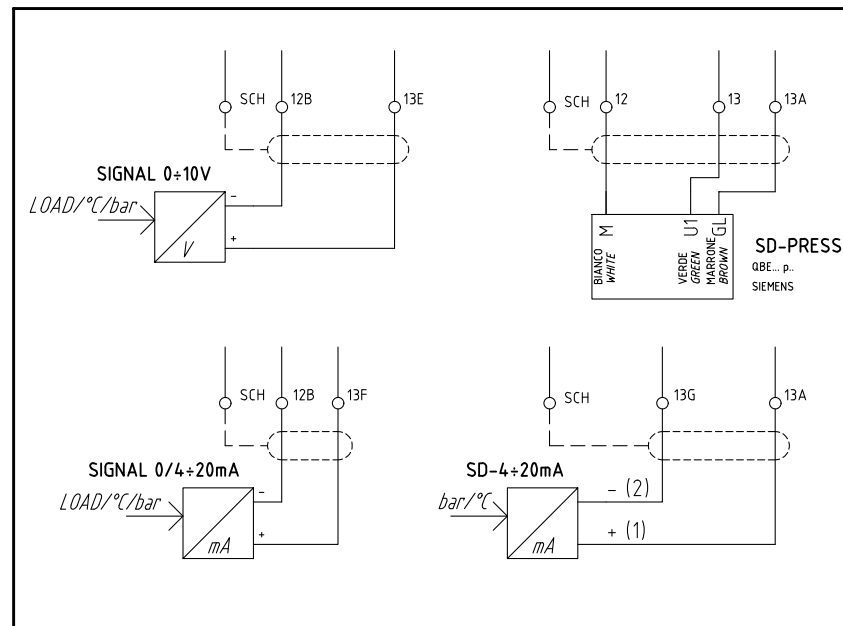 SCH 12B 13E
SIGNAL 0÷10V
LOAD/°C/bar
-
+
V
SCH 12 13 13A
M U1 GL
BIANCO
WHITE
VERDE
GREEN
MARRONE
BROWN
SD-PRESS
QBE... p..
SIEMENS
SCH 12B 13F
SIGNAL 0/4÷20mA
LOAD/°C/bar
-
+
mA
SCH 13G 13A
SD-4÷20mA
bar/°C
- (2)
+ (1)
mA